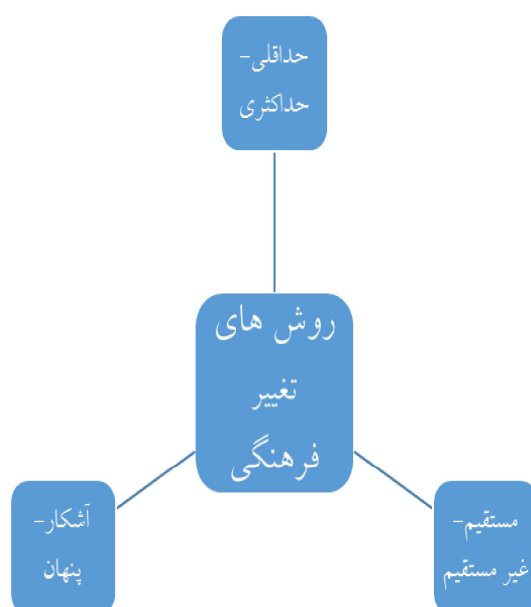 حداقلی-
حداکثری
روش های
تغییر
فرهنگی
مستقیم-
غیر مستقیم
آشکار-
پنهان